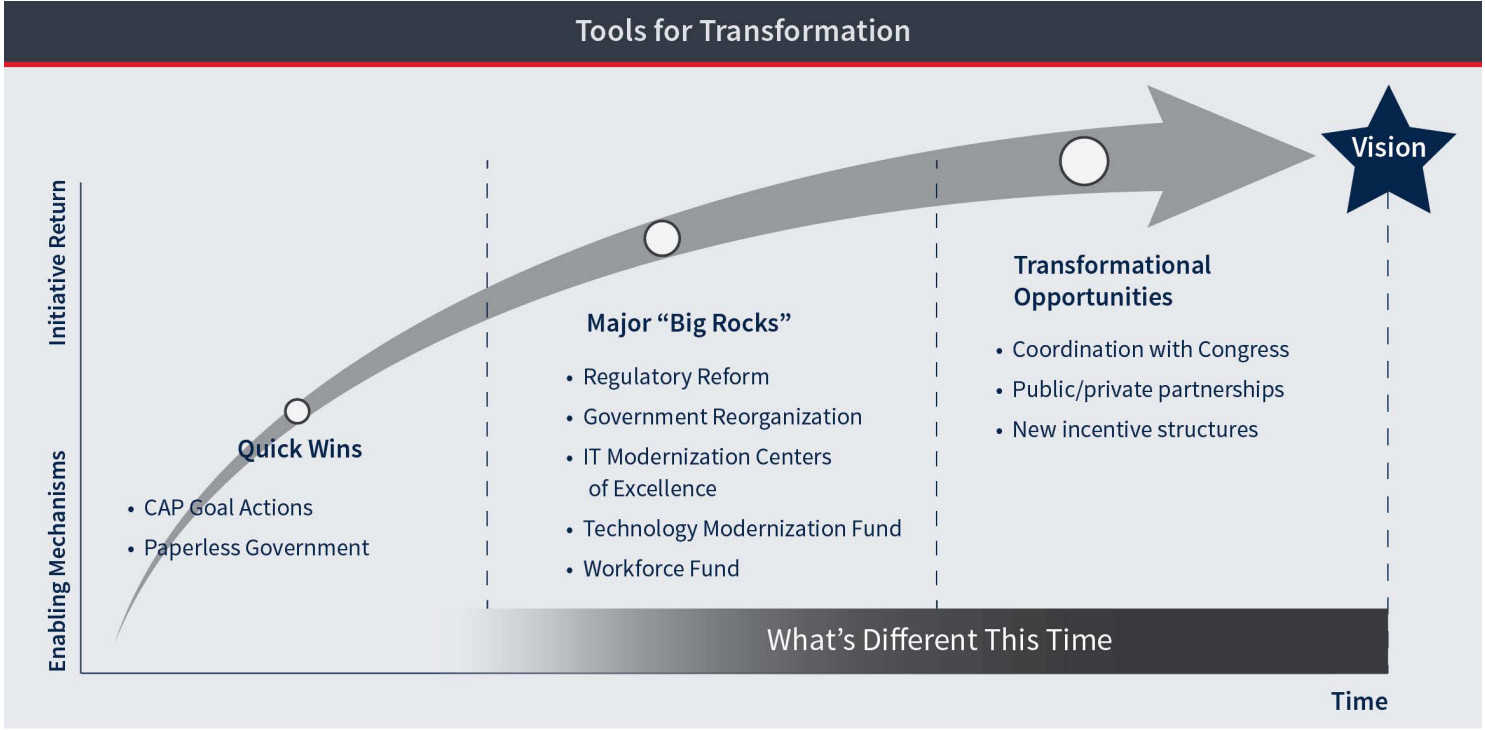 Tools for Transformation
Vision
Initiative Return
Enabling Mechanisms
Quick Wins
• CAP Goal Actions
• Paperless Government
Major “Big Rocks”
• Regulatory Reform
• Government Reorganization
• IT Modernization Centers
of Excellence
• Technology Modernization Fund
• Workforce Fund
Transformational
Opportunities
• Coordination with Congress
• Public/private partnerships
• New incentive structures
What’s Different This Time
Time